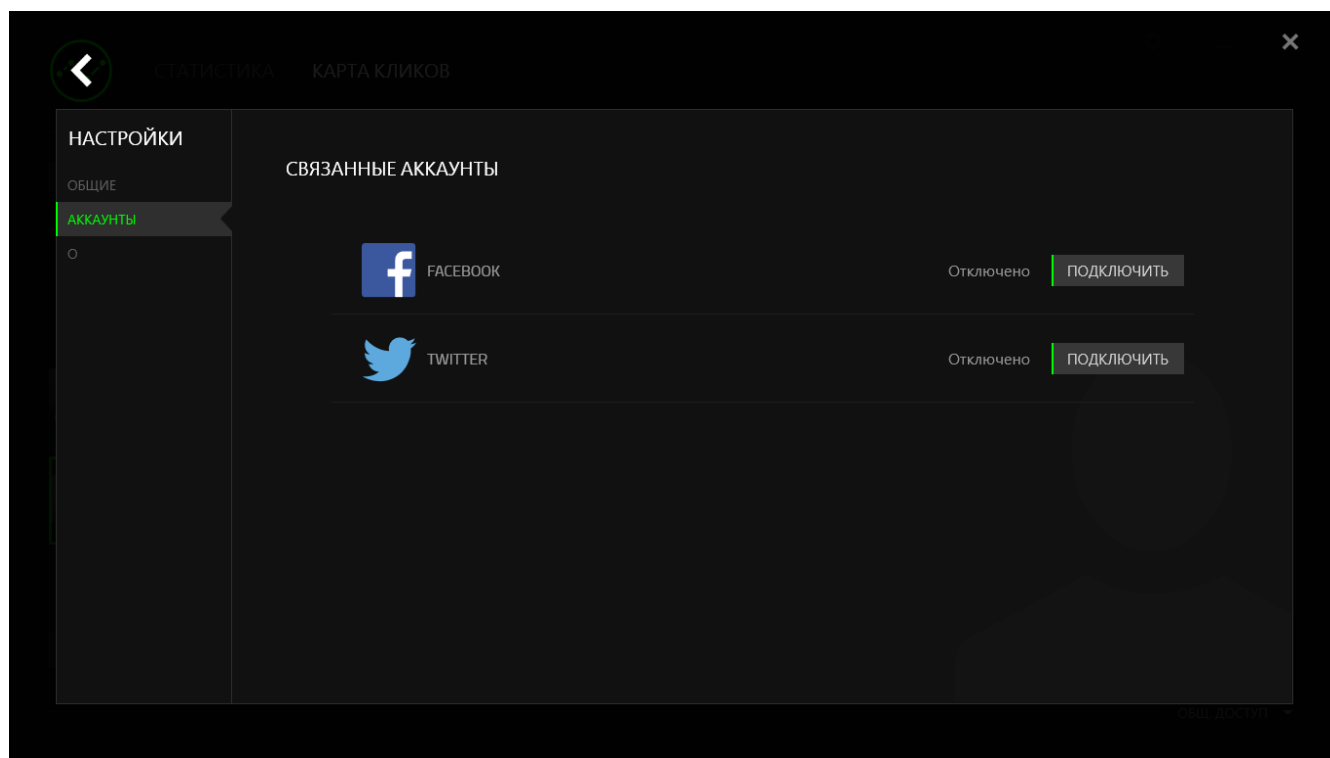 СТАТИСТИКА КАРТА КЛИКОВ
НАСТРОЙКИ
ОБЩИЕ
АККАУНТЫ
О
СВЯЗАННЫЕ АККАУНТЫ
FACEBOOK Отключено ПОДКЛЮЧИТЬ
TWITTER Отключено ПОДКЛЮЧИТЬ
ОБЩ. ДОСТУП